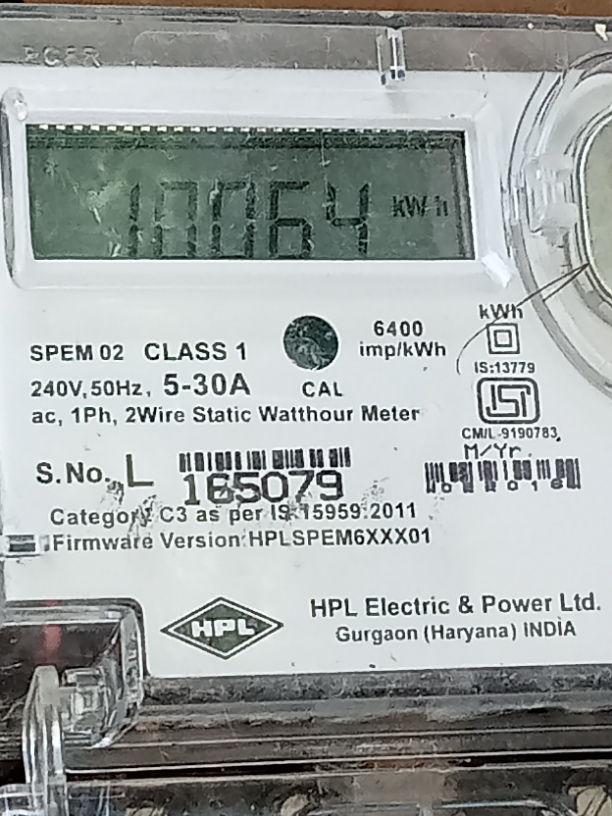 10064 kWh
kWh
SPEM 02 CLASS 1
6400
imp/kWh
IS:13779
240V, 50Hz, 5-30A
CAL
ac, 1Ph, 2Wire Static Watthour Meter
CM/L-9190783
M/Yr.
S.No. L
165079
Category C3 as per IS 15959:2011
Firmware Version:HPLSPEM6XXX01
HPL
HPL Electric & Power Ltd.
Gurgaon (Haryana) INDIA